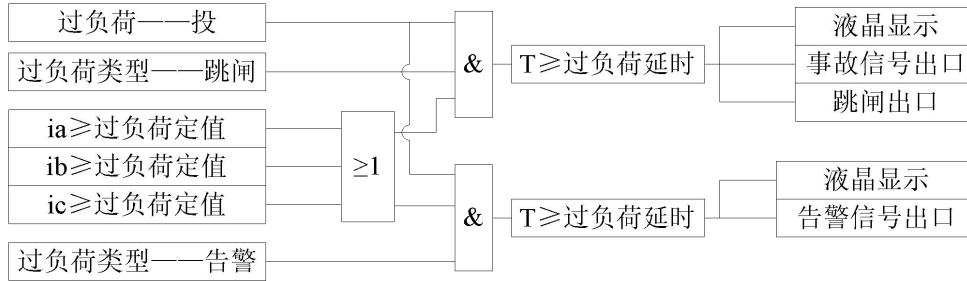 过负荷——投
过负荷类型——跳闸
ia≥过负荷定值
ib≥过负荷定值
ic≥过负荷定值
过负荷类型——告警
≥1
&
T≥过负荷延时
液晶显示
事故信号出口
跳闸出口
&
T≥过负荷延时
液晶显示
告警信号出口